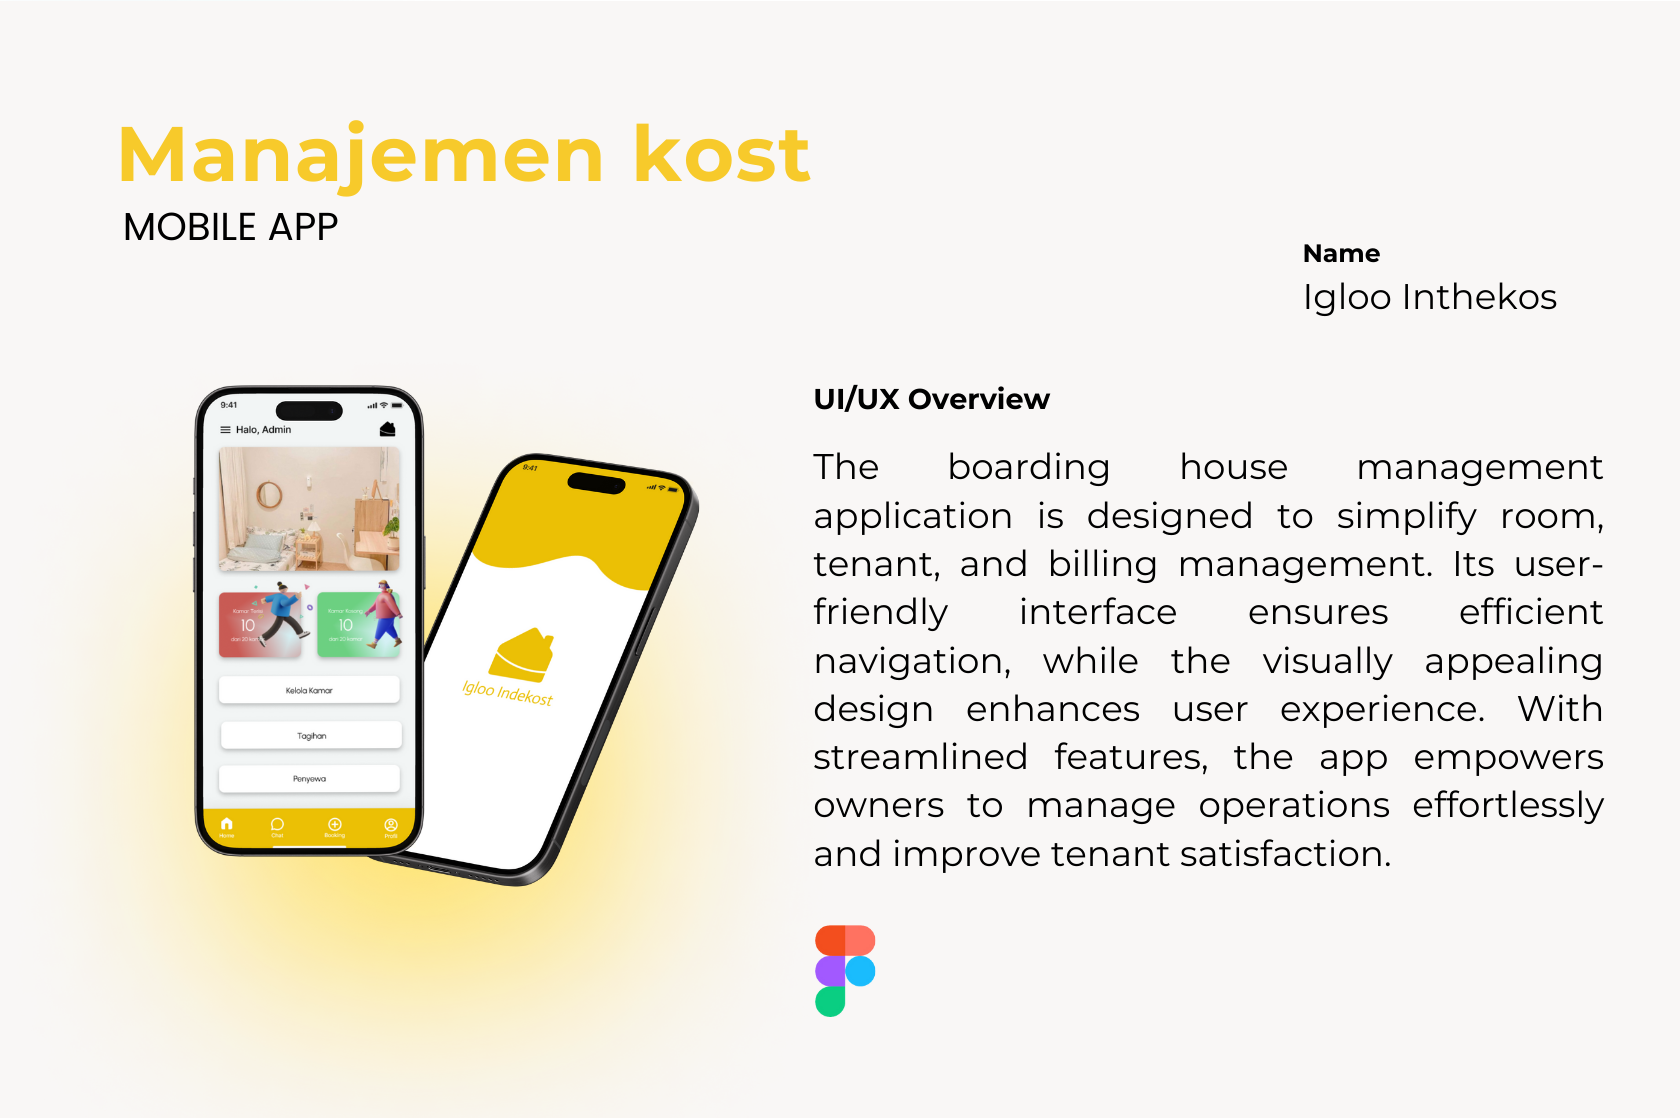 Manajemen kost
MOBILE APP
Name
Igloo Inthekos
9:41
Halo, Admin
Kamar Terisi
10
dari 20 kamar
Kamar Kosong
10
dari 20 kamar
Kelola Kamar
Tagihan
Penyewa
Home
Chat
Booking
Profil
9:41
Igloo Indekost
UI/UX Overview
The boarding house management
application is designed to simplify room,
tenant, and billing management. Its user-
friendly interface ensures efficient
navigation, while the visually appealing
design enhances user experience. With
streamlined features, the app empowers
owners to manage operations effortlessly
and improve tenant satisfaction.